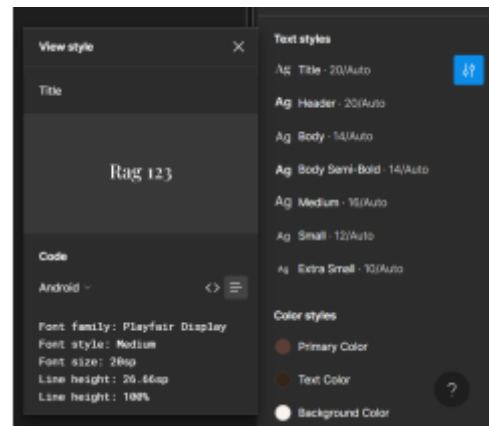 View style
Title
Rag 123
Code
Android
Font family: Playfair Display
Font style: Medium
Font size: 20sp
Line height: 26.66sp
Line height: 100%
Text styles
Ag Title · 20/Auto
Ag Header · 20/Auto
Ag Body · 14/Auto
Ag Body Semi-Bold · 14/Auto
Ag Medium · 16/Auto
Ag Small · 12/Auto
Ag Extra Small · 10/Auto
Color styles
Primary Color
Text Color
Background Color
?